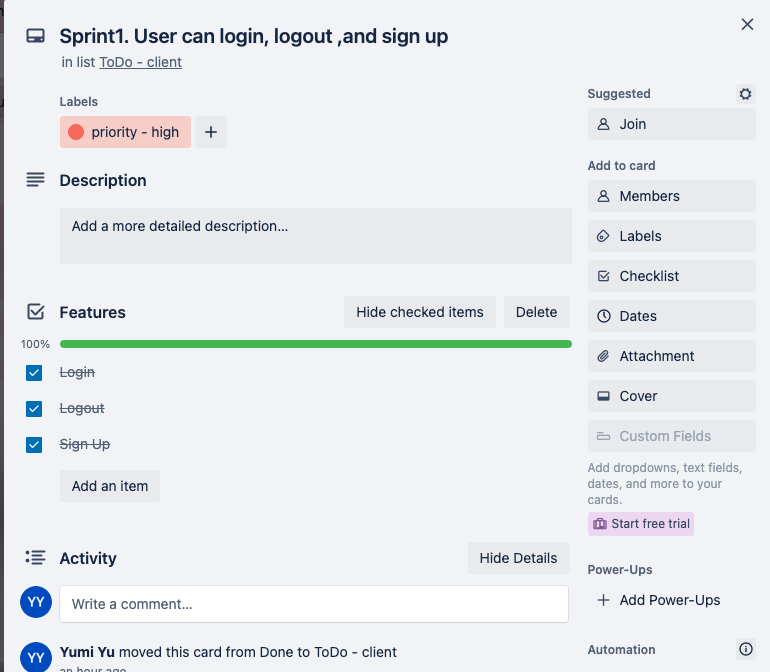 Sprint1. User can login, logout ,and sign up
in list ToDo - client
Labels
priority - high
Description
Add a more detailed description...
Features
Hide checked items
Delete
100%
Login
Logout
Sign Up
Add an item
Activity
Hide Details
YY
Write a comment...
YY
Yumi Yu moved this card from Done to ToDo - client
an hour ago
Suggested
Join
Add to card
Members
Labels
Checklist
Dates
Attachment
Cover
Custom Fields
Add dropdowns, text fields,
dates, and more to your
cards.
Start free trial
Power-Ups
Add Power-Ups
Automation